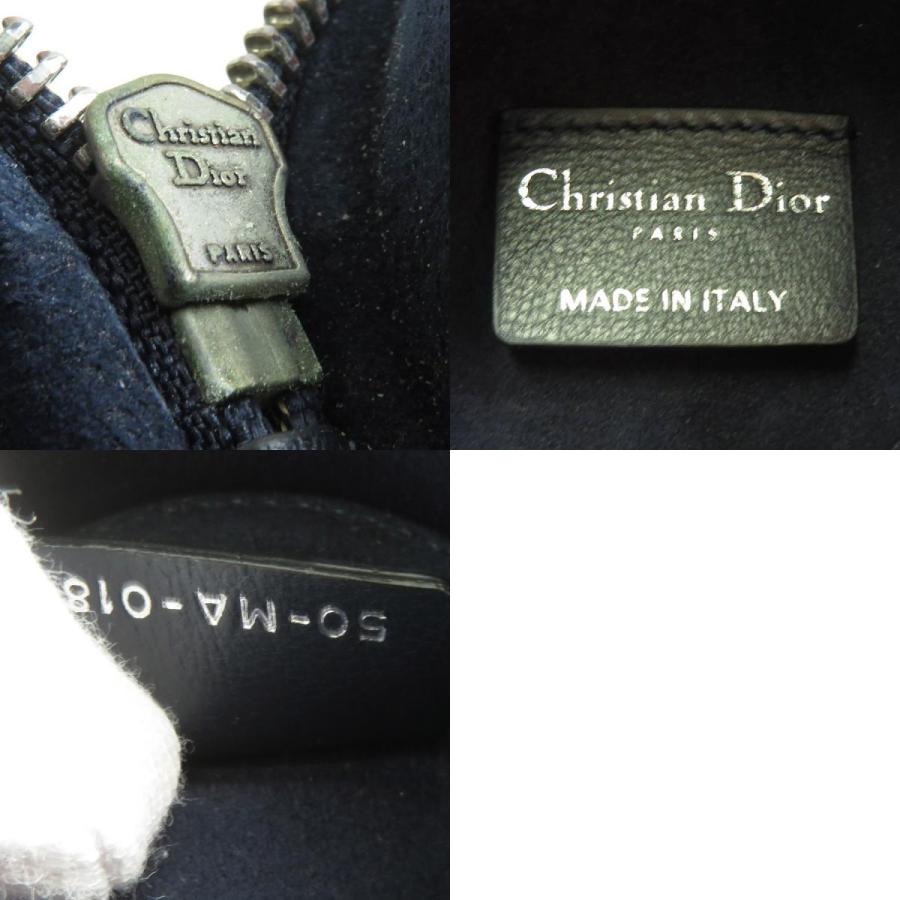 Christian
Dior
PARIS
Christian Dior
PARIS
MADE IN ITALY
50-MA-018